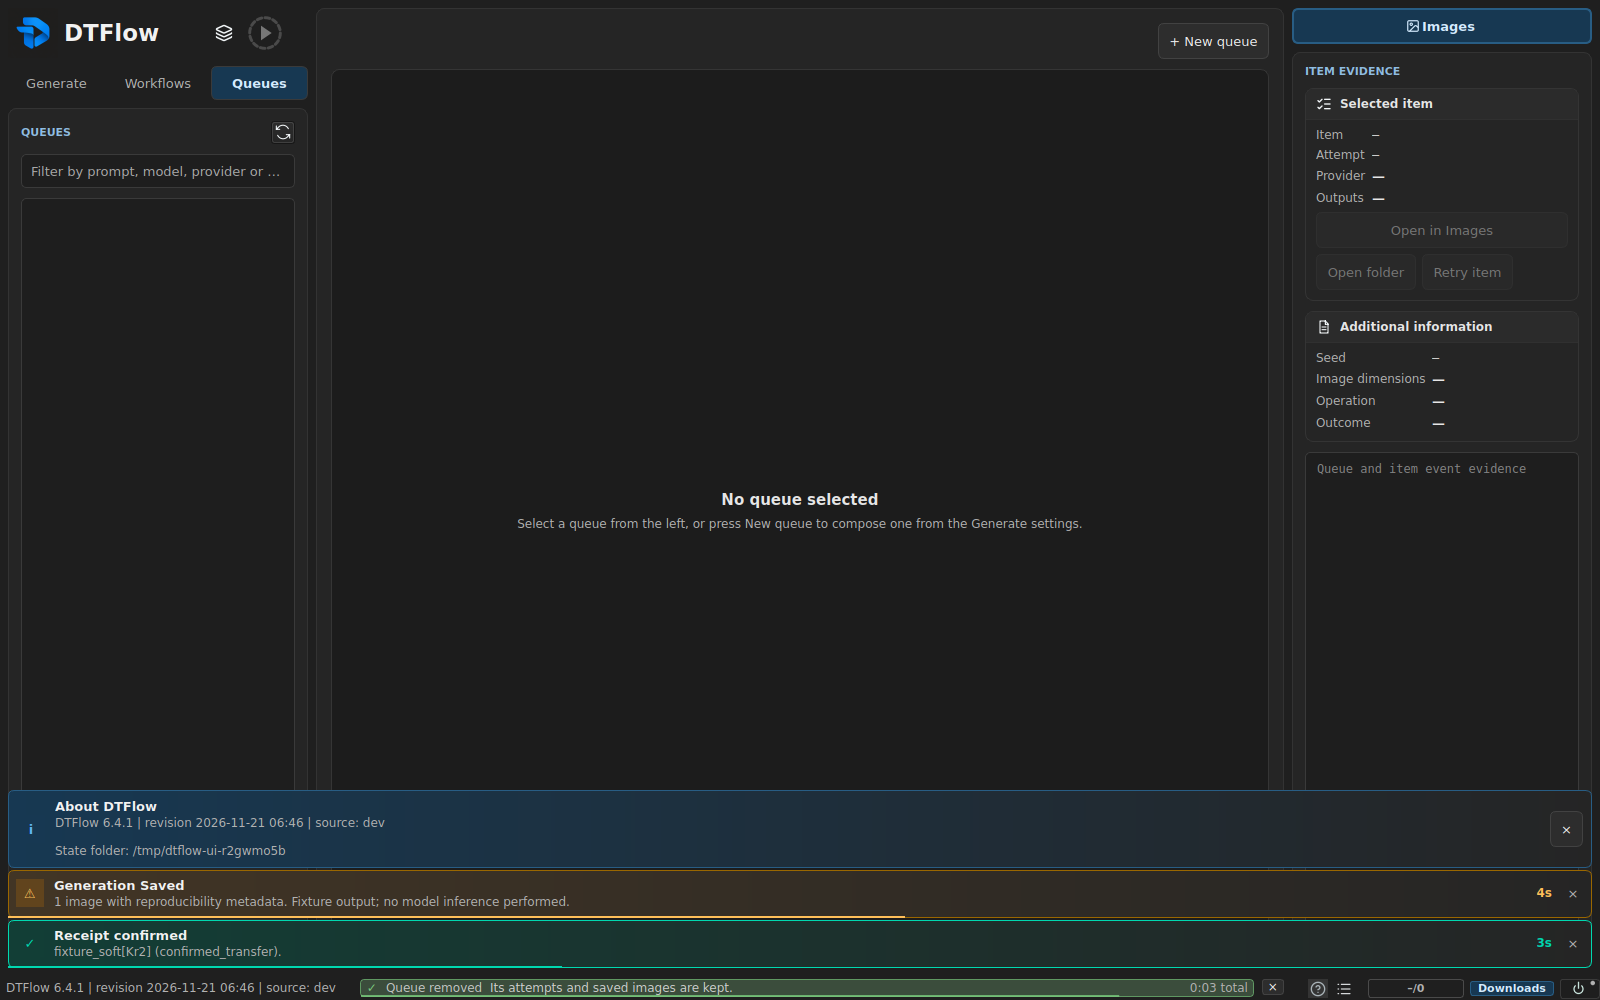 DTFlow
Generate Workflows Queues
QUEUES
Filter by prompt, model, provider or ...
+ New queue
No queue selected
Select a queue from the left, or press New queue to compose one from the Generate settings.
Images
ITEM EVIDENCE
Selected item
Item –
Attempt –
Provider —
Outputs —
Open in Images
Open folder Retry item
Additional information
Seed –
Image dimensions —
Operation —
Outcome —
Queue and item event evidence
About DTFlow
DTFlow 6.4.1 | revision 2026-11-21 06:46 | source: dev
State folder: /tmp/dtflow-ui-r2gwmo5b
Generation Saved
1 image with reproducibility metadata. Fixture output; no model inference performed.
4s
Receipt confirmed
fixture_soft[Kr2] (confirmed_transfer).
3s
DTFlow 6.4.1 | revision 2026-11-21 06:46 | source: dev
✓ Queue removed Its attempts and saved images are kept. 0:03 total
–/0
Downloads